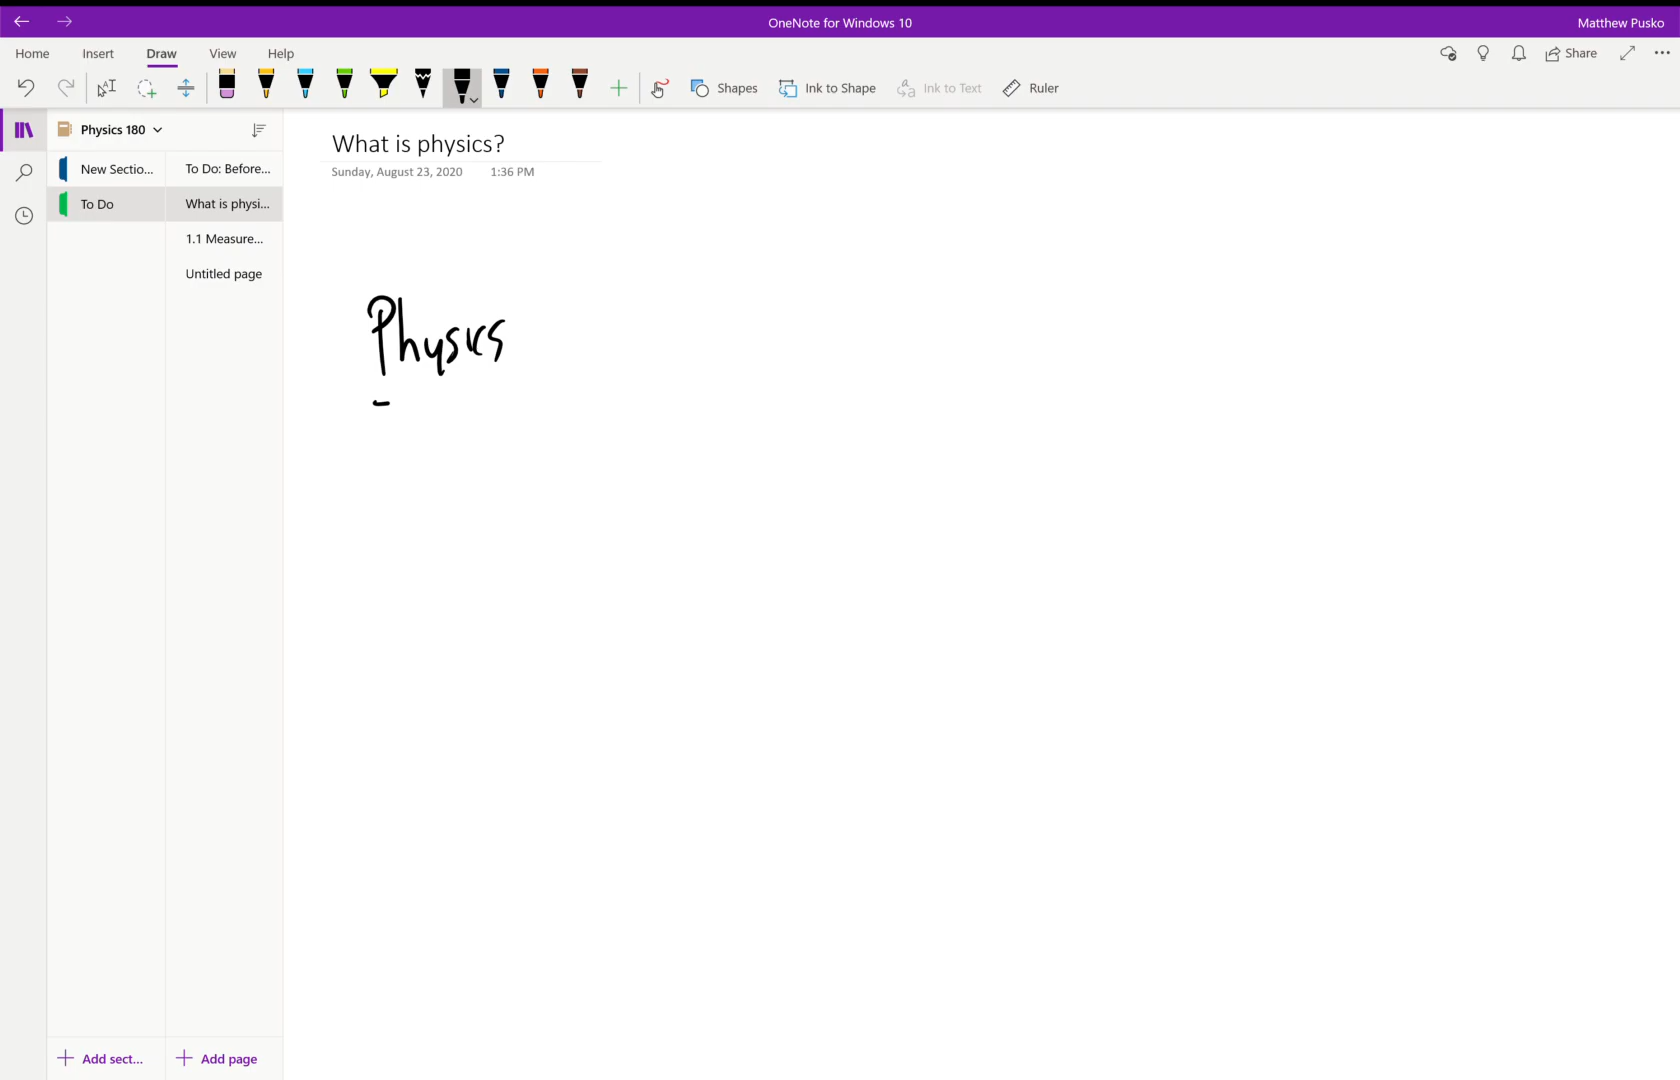 OneNote for Windows 10
Matthew Pusko
Home Insert Draw View Help
Share
Shapes Ink to Shape Ink to Text Ruler
Physics 180
New Sectio...
To Do
To Do: Before...
What is physi...
1.1 Measure...
Untitled page
What is physics?
Sunday, August 23, 2020 1:36 PM
Physics
-
Add sect...
Add page